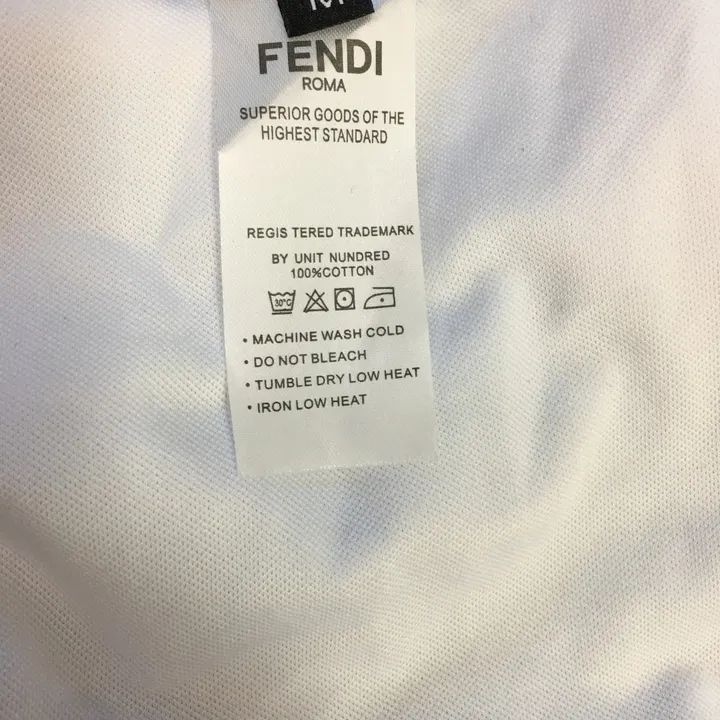 M
FENDI
ROMA
SUPERIOR GOODS OF THE
HIGHEST STANDARD
REGIS TERED TRADEMARK
BY UNIT NUNDRED
100%COTTON
30°C
• MACHINE WASH COLD
• DO NOT BLEACH
• TUMBLE DRY LOW HEAT
• IRON LOW HEAT